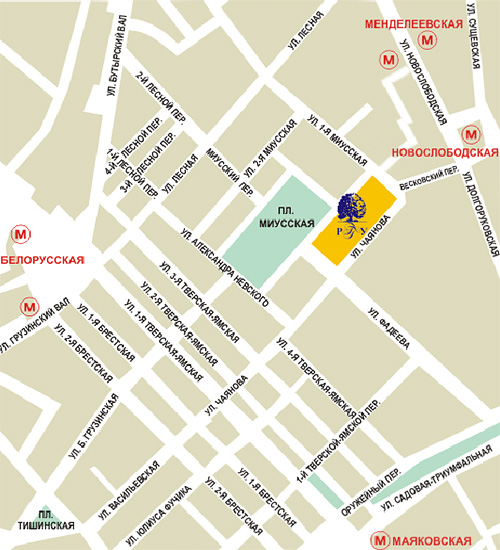 МЕНДЕЛЕЕВСКАЯ
М
М
УЛ. БУТЫРСКИЙ ВАЛ
УЛ. ЛЕСНАЯ
УЛ. НОВОСЛОБОДСКАЯ
УЛ. СУЩЕВСКАЯ
2-Й ЛЕСНОЙ ПЕР.
4-Й ЛЕСНОЙ ПЕР.
1-Й ЛЕСНОЙ ПЕР.
3-Й ЛЕСНОЙ ПЕР.
УЛ. ЛЕСНАЯ
МИУССКИЙ ПЕР.
УЛ. 2-Я МИУССКАЯ
УЛ. 1-Я МИУССКАЯ
М
НОВОСЛОБОДСКАЯ
ВЕСКОВСКИЙ ПЕР.
УЛ. ДОЛГОРУКОВСКАЯ
ПЛ.
МИУССКАЯ
УЛ. ЧАЯНОВА
М
БЕЛОРУССКАЯ
М
УЛ. ГРУЗИНСКИЙ ВАЛ
УЛ. АЛЕКСАНДРА НЕВСКОГО
УЛ. 3-Я ТВЕРСКАЯ-ЯМСКАЯ
УЛ. 2-Я ТВЕРСКАЯ-ЯМСКАЯ
УЛ. 1-Я ТВЕРСКАЯ-ЯМСКАЯ
УЛ. 1-Я БРЕСТСКАЯ
УЛ. 2-Я БРЕСТСКАЯ
УЛ. ФАДЕЕВА
УЛ. 4-Я ТВЕРСКАЯ-ЯМСКАЯ
УЛ. ЧАЯНОВА
УЛ. Б. ГРУЗИНСКАЯ
1-Й ТВЕРСКОЙ-ЯМСКОЙ ПЕР.
ОРУЖЕЙНЫЙ ПЕР.
УЛ. САДОВАЯ-ТРИУМФАЛЬНАЯ
УЛ. ВАСИЛЬЕВСКАЯ
УЛ. ЮЛИУСА ФУЧИКА
УЛ. 1-Я БРЕСТСКАЯ
УЛ. 2-Я БРЕСТСКАЯ
ПЛ.
ТИШИНСКАЯ
М МАЯКОВСКАЯ